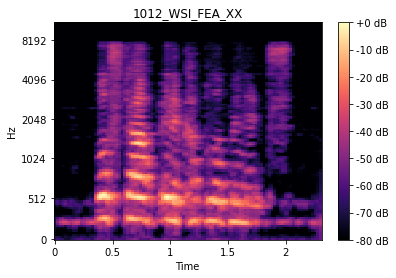 1012_WSI_FEA_XX
+0 dB
8192
-10 dB
4096
-20 dB
-30 dB
2048
Hz
-40 dB
1024
-50 dB
512
-60 dB
-70 dB
0
-80 dB
0 0.5 1 1.5 2
Time